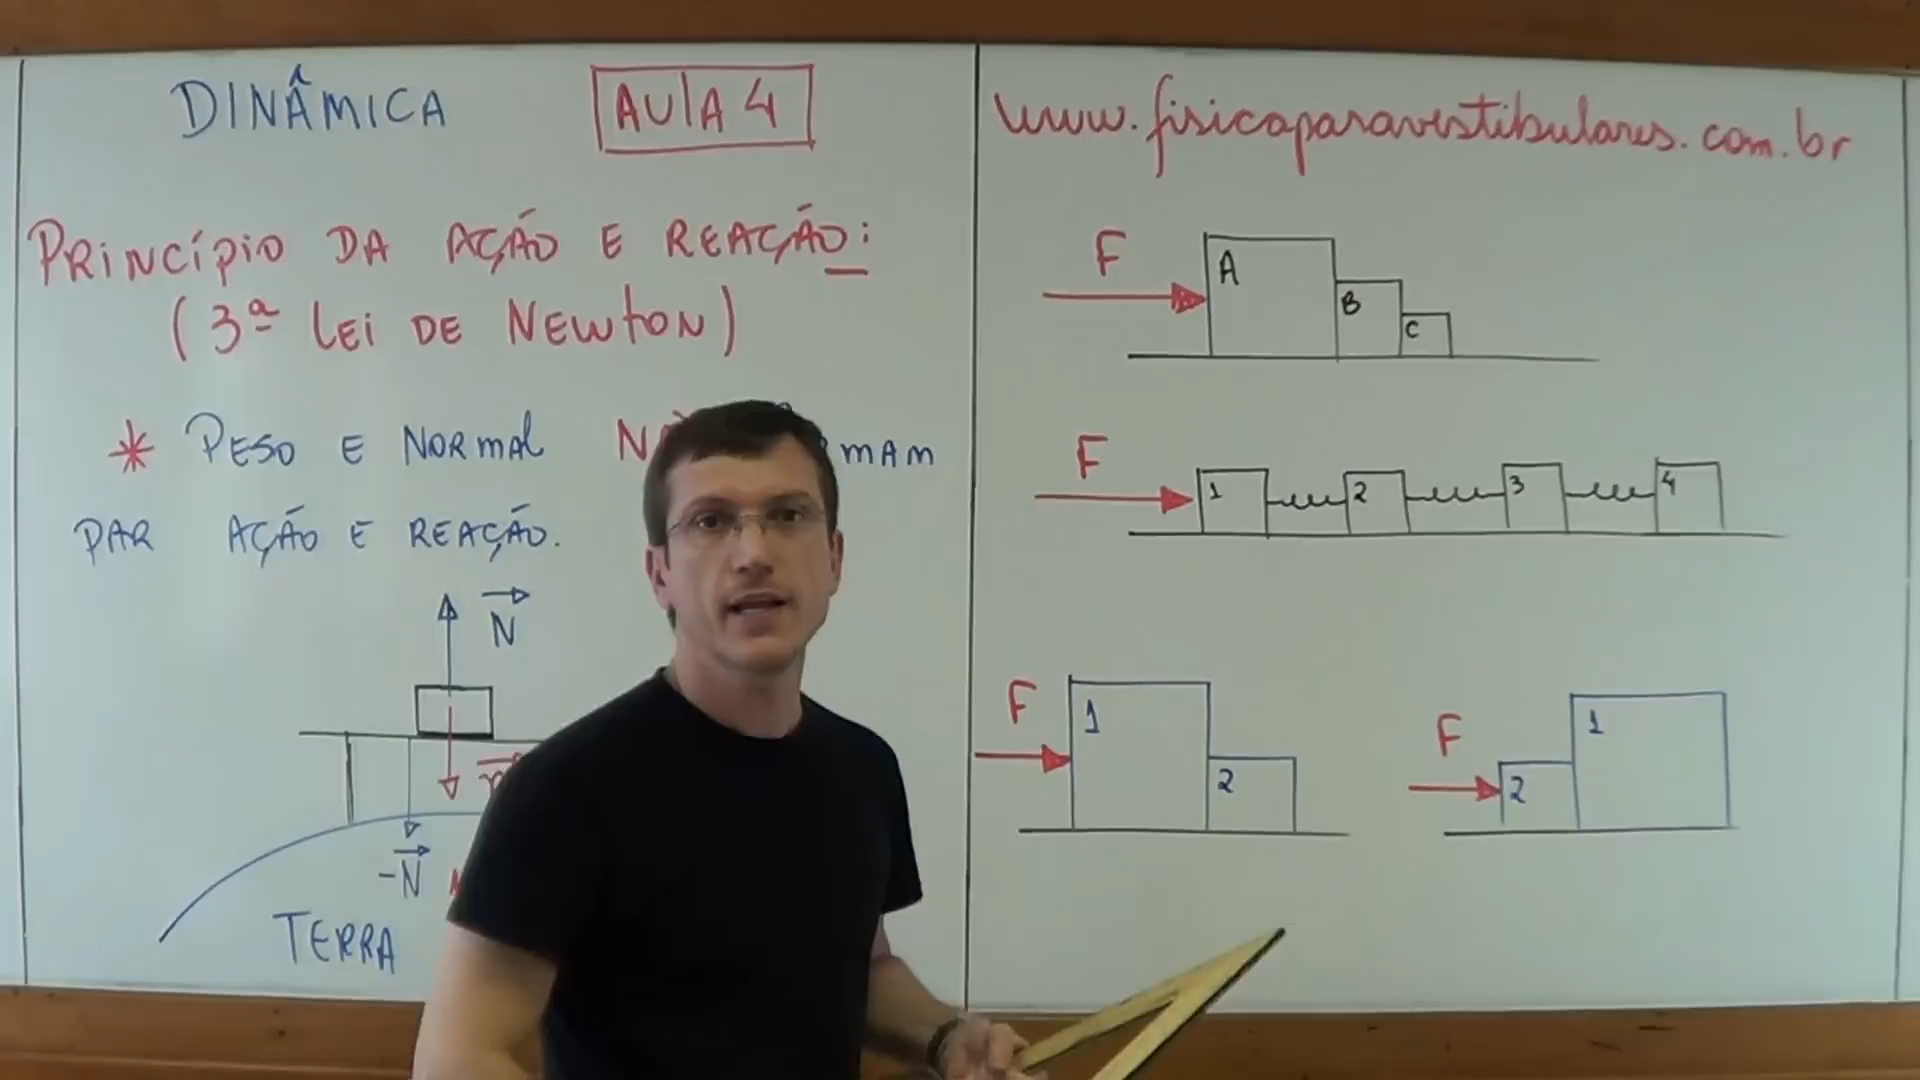 DINÂMICA
AULA 4
PRINCÍPIO DA AÇÃO E REAÇÃO:
(3ª LEI DE NEWTON)
* PESO E NORMAL
PAR AÇÃO E REAÇÃO.
N
-N
TERRA
www.fisicaparavestibulares.com.br
F
A
B
C
F
1
2
3
4
F
1
2
F
2
1